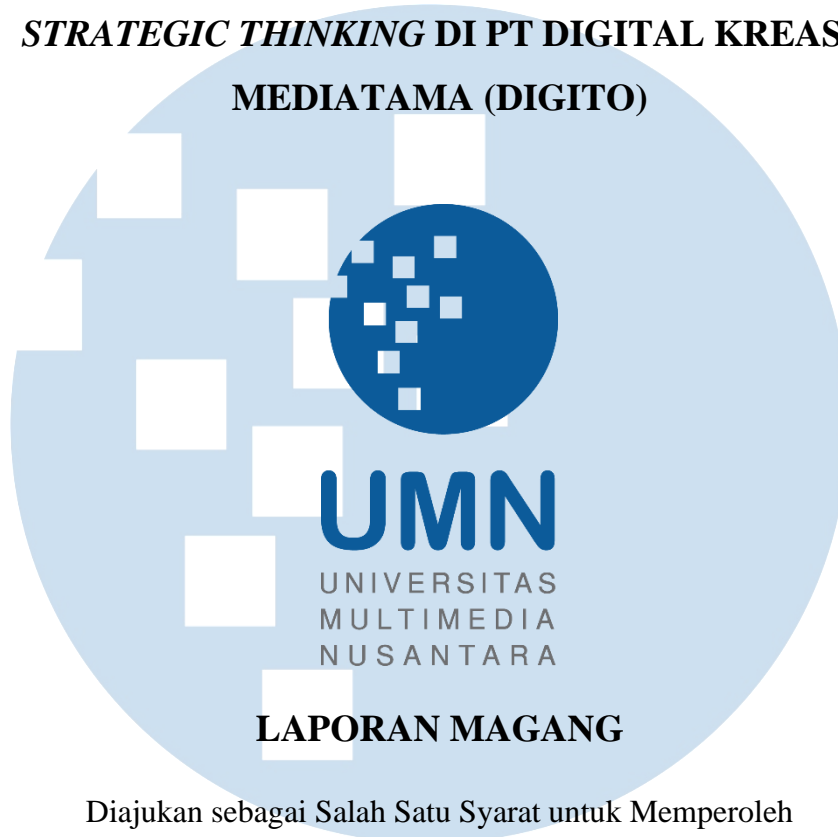 STRATEGIC THINKING DI PT DIGITAL KREAS
MEDIATAMA (DIGITO)
UMN
UNIVERSITAS
MULTIMEDIA
NUSANTARA
LAPORAN MAGANG
Diajukan sebagai Salah Satu Syarat untuk Memperoleh